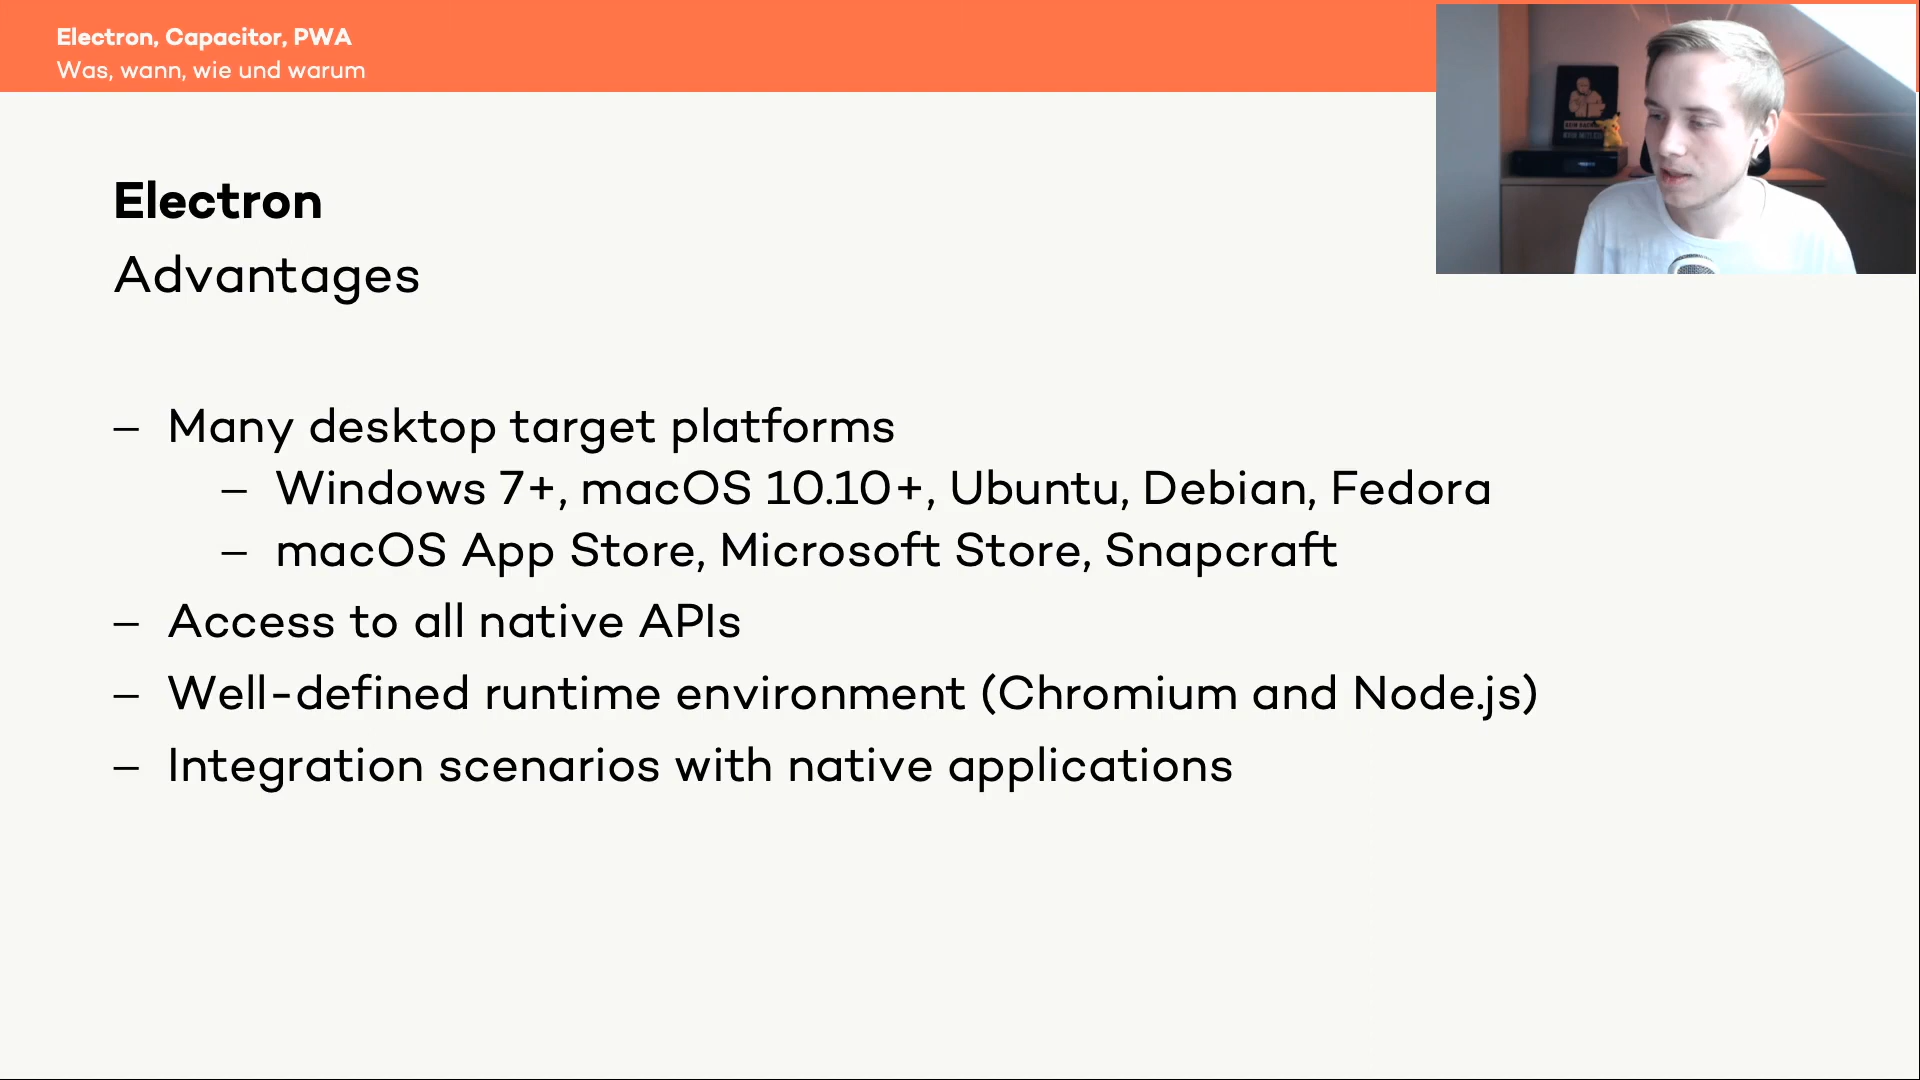 Electron, Capacitor, PWA
Was, wann, wie und warum
Electron
Advantages
– Many desktop target platforms
– Windows 7+, macOS 10.10+, Ubuntu, Debian, Fedora
– macOS App Store, Microsoft Store, Snapcraft
– Access to all native APIs
– Well-defined runtime environment (Chromium and Node.js)
– Integration scenarios with native applications